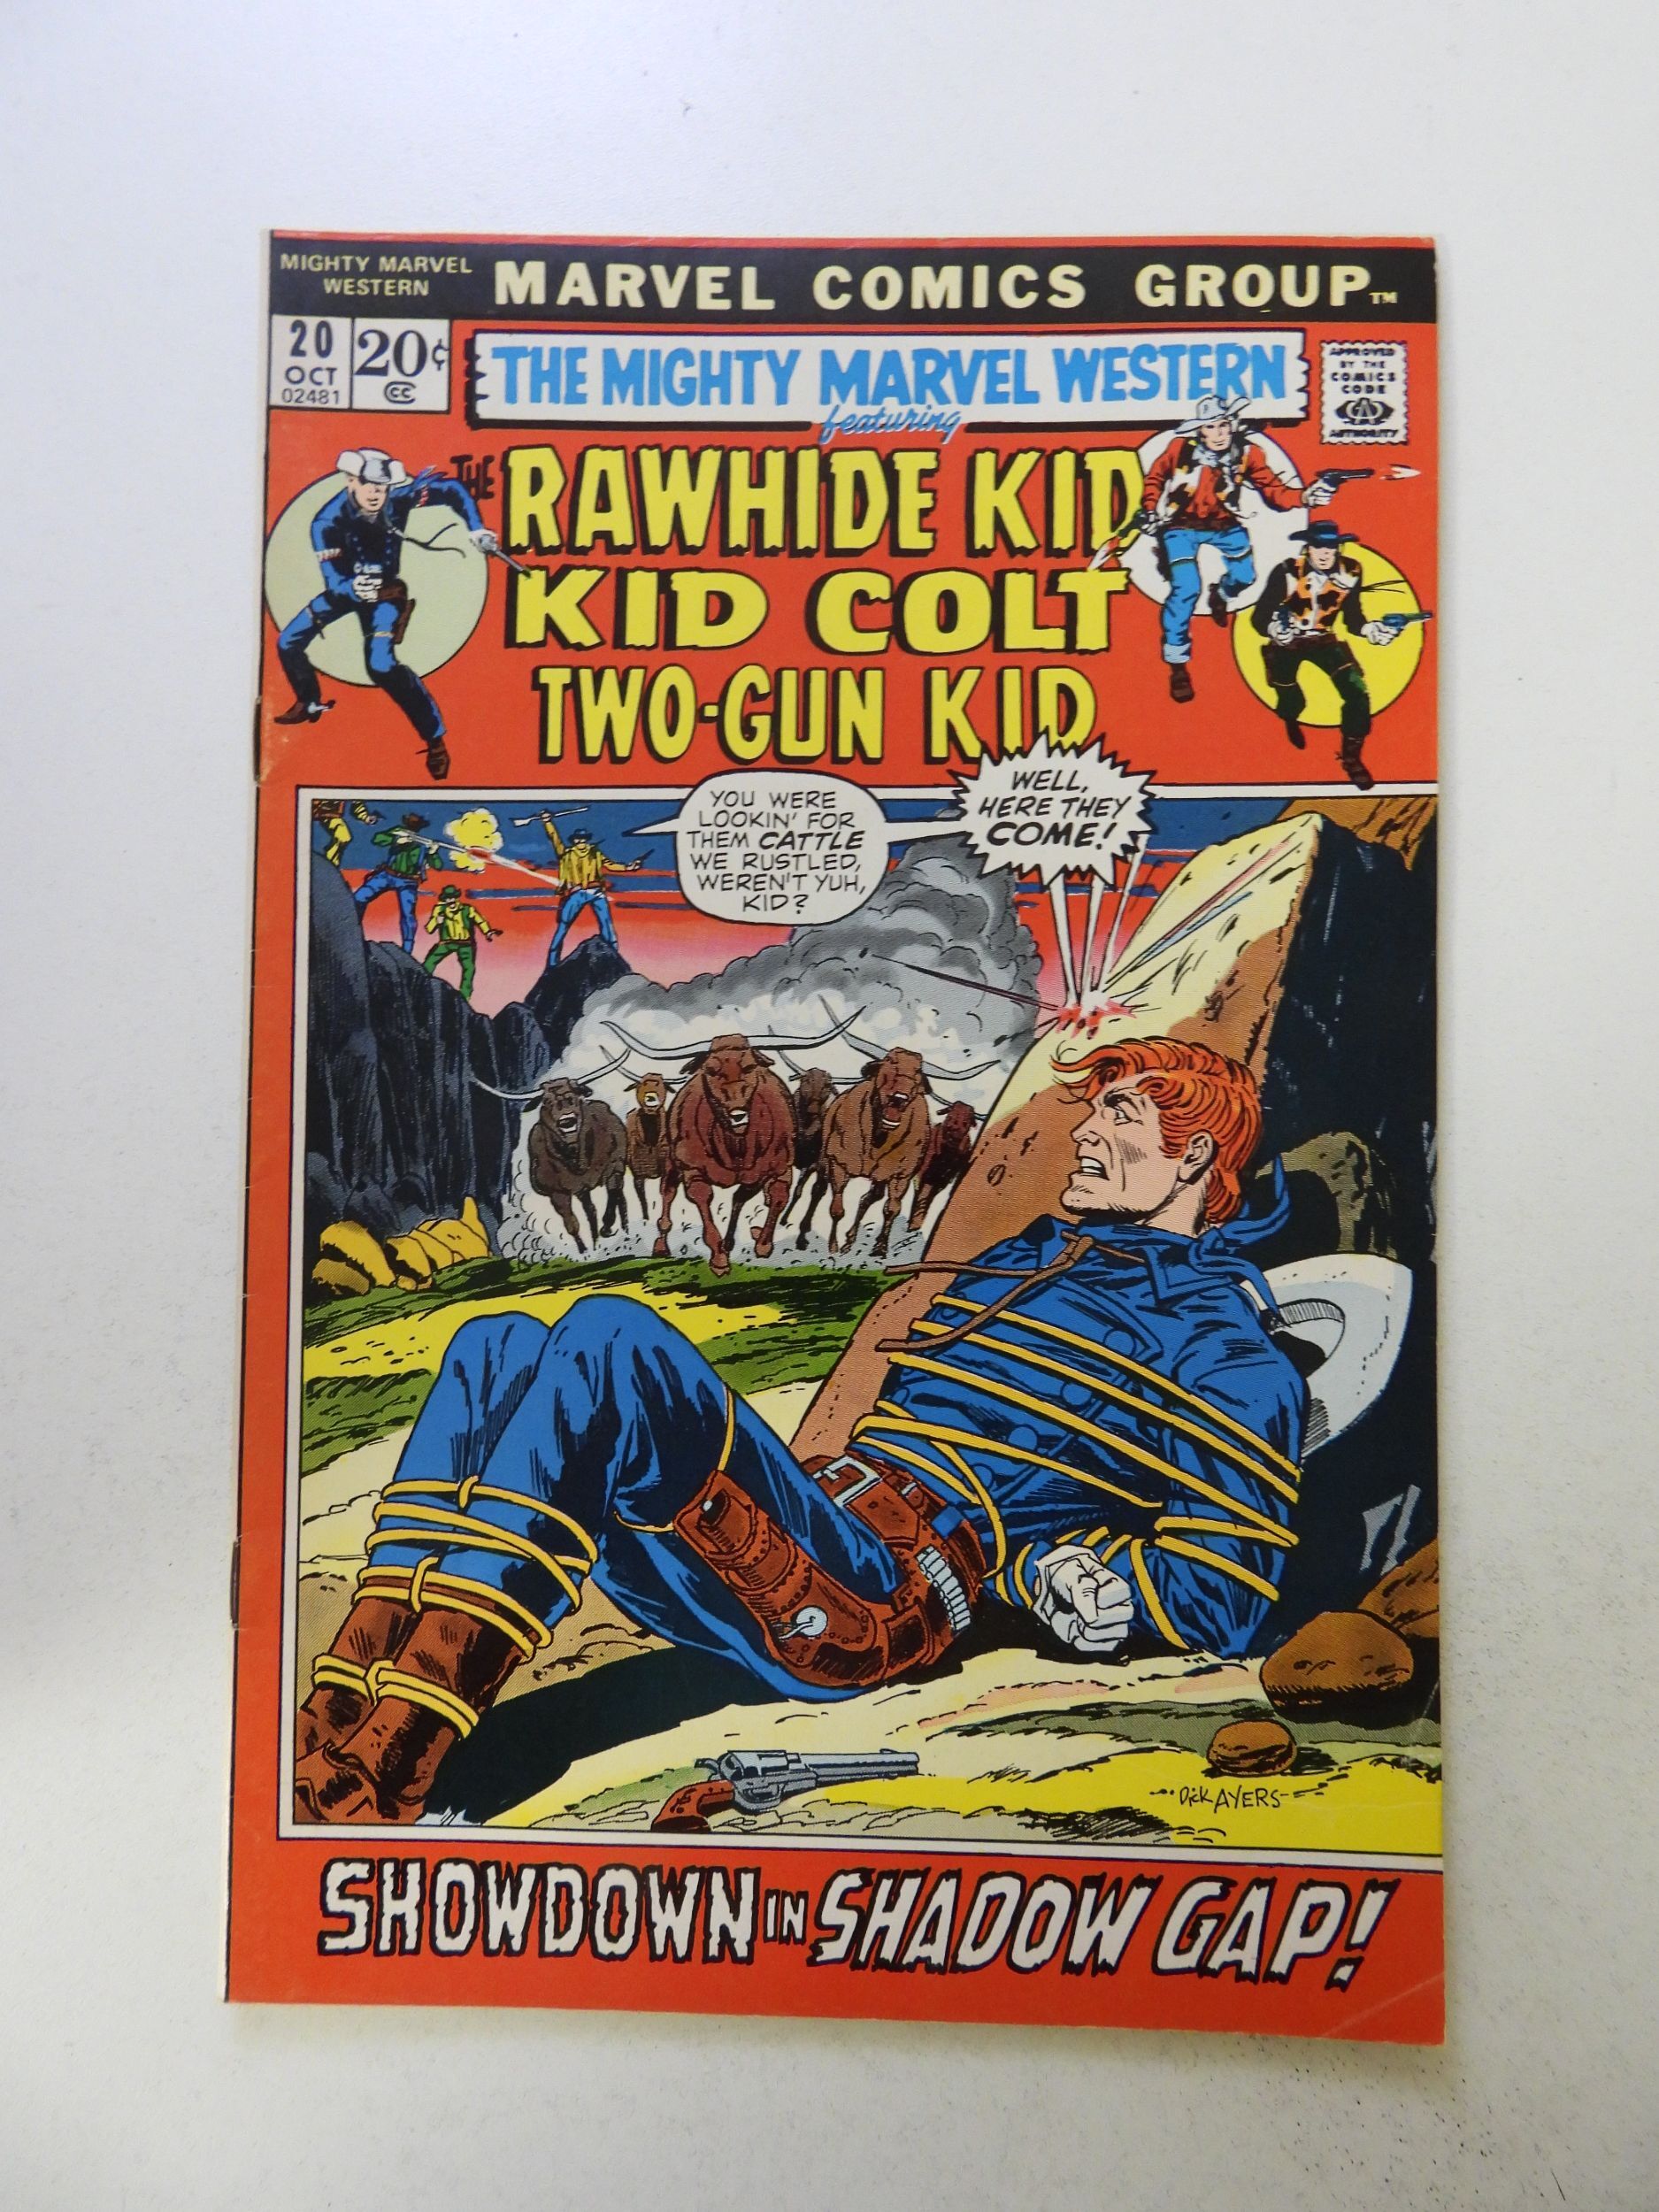 MIGHTY MARVEL
WESTERN
MARVEL COMICS GROUP™
20
OCT
02481
20¢
CC
THE MIGHTY MARVEL WESTERN
featuring
APPROVED
BY THE
COMICS
CODE
CA
AUTHORITY
THE RAWHIDE KID
KID COLT
TWO-GUN KID
YOU WERE
LOOKIN' FOR
THEM CATTLE
WE RUSTLED,
WEREN'T YUH,
KID?
WELL,
HERE THEY
COME!
Dick AYERS
SHOWDOWN IN SHADOW GAP!